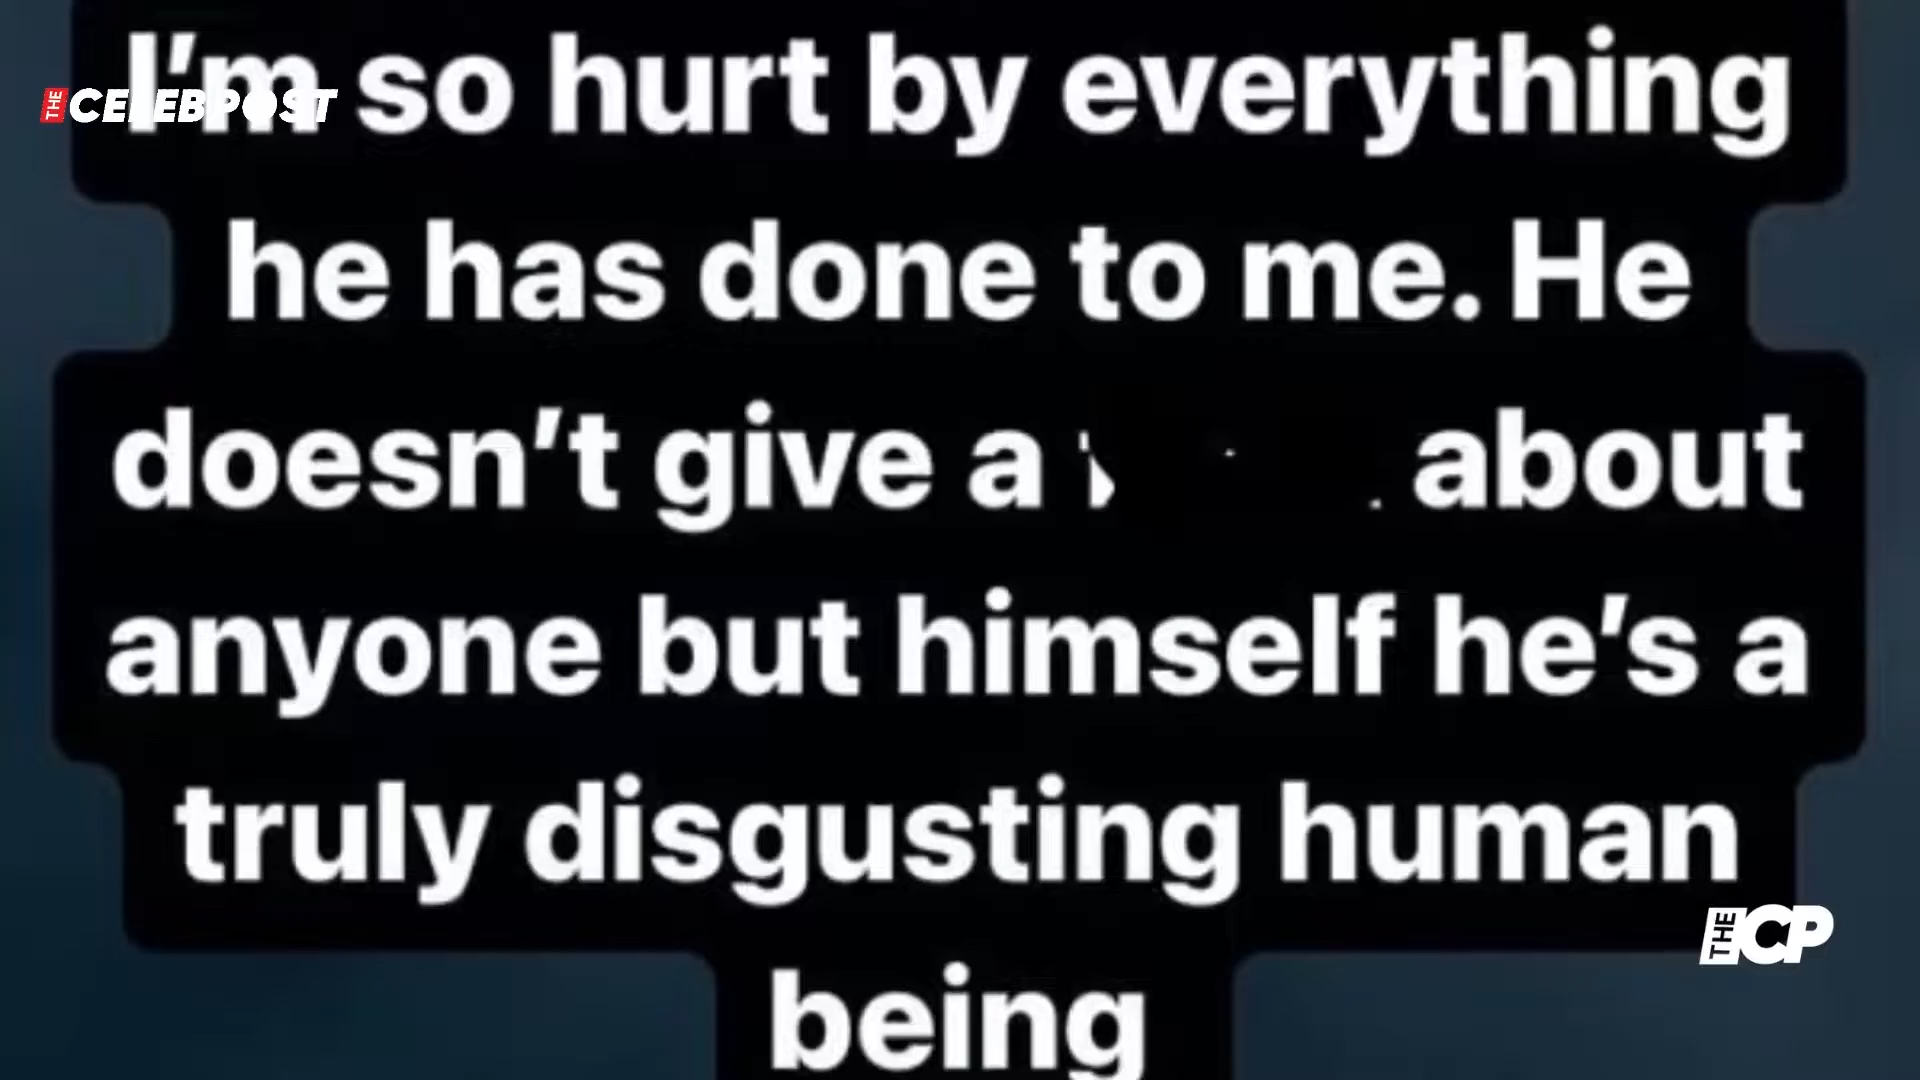 THE CELEBPOST
I’m so hurt by everything
he has done to me. He
doesn’t give a about
anyone but himself he’s a
truly disgusting human
THE CP
being